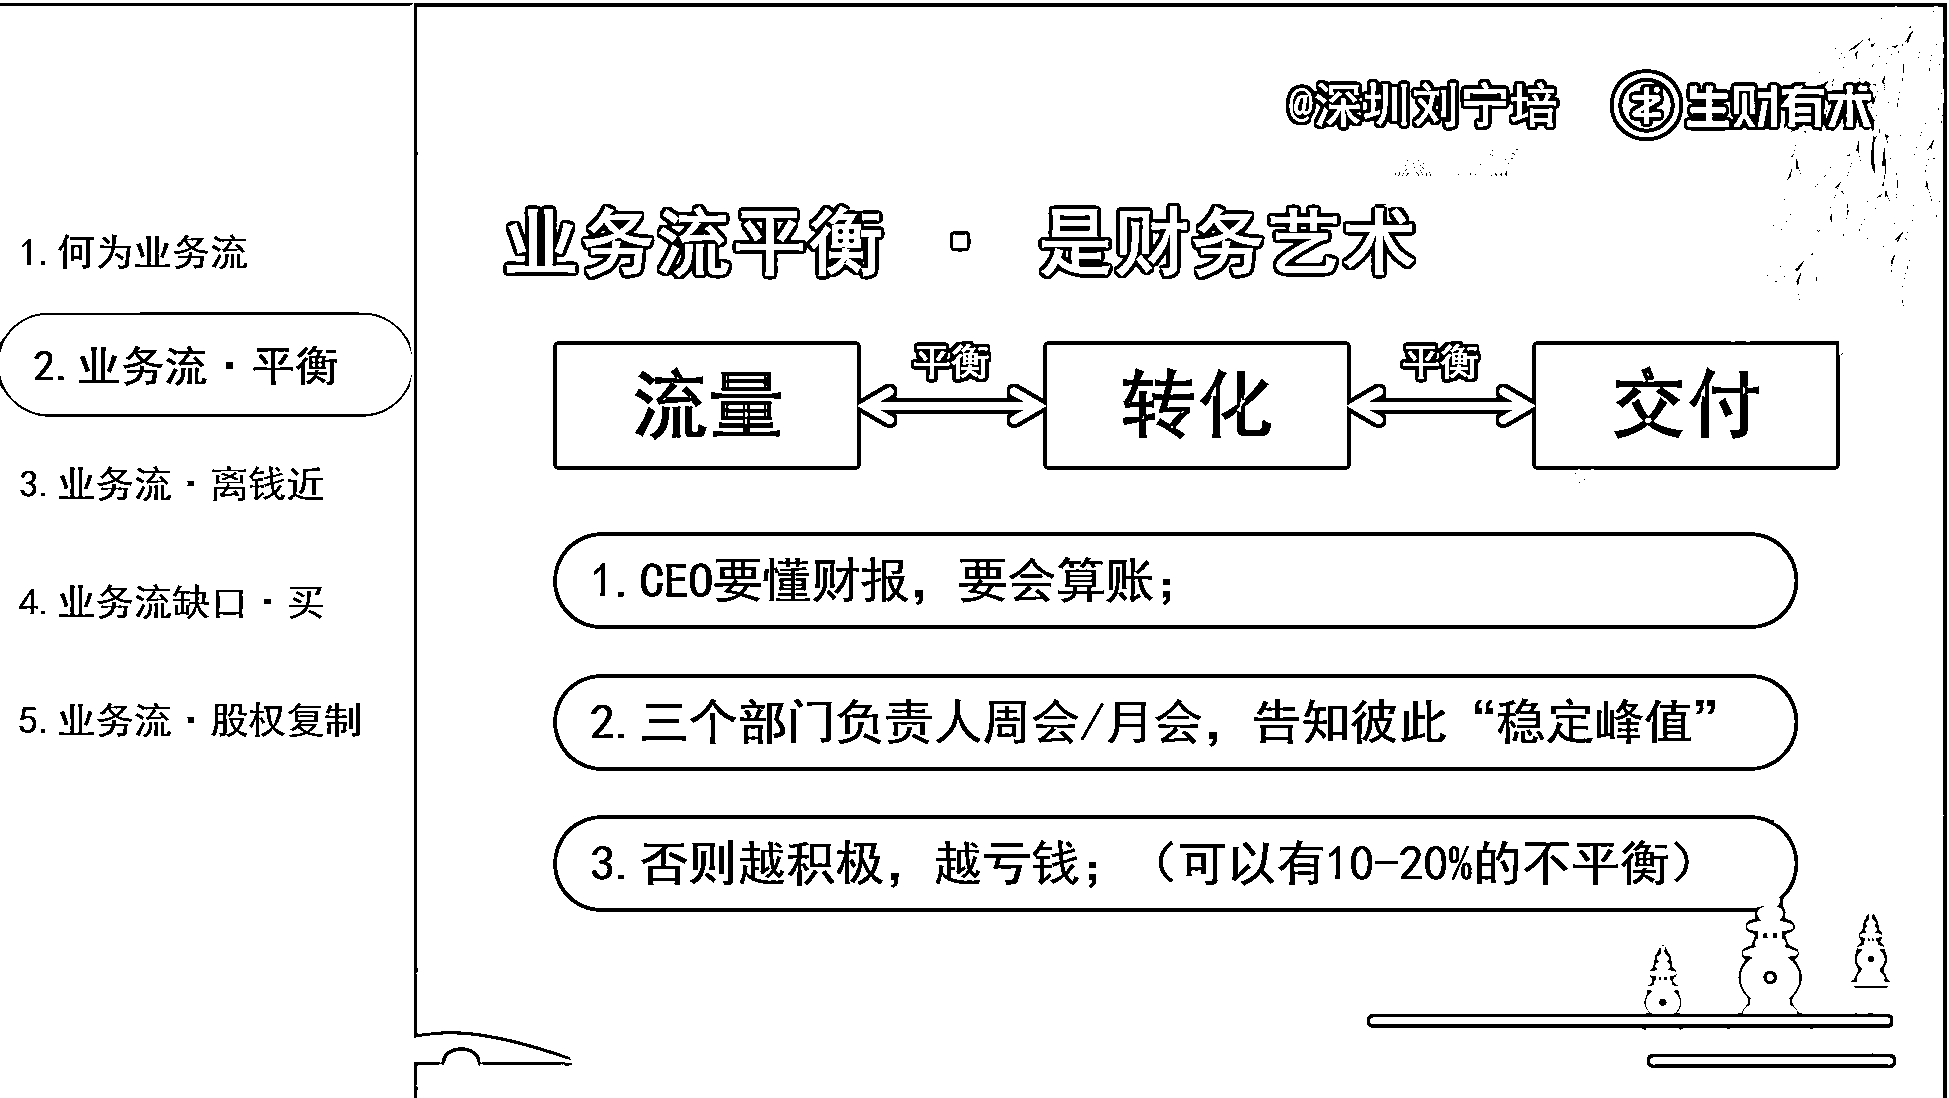 @深圳刘宁培 生财有术
1.何为业务流
2.业务流·平衡
3.业务流·离钱近
4.业务流缺口·买
5.业务流·股权复制
业务流平衡 · 是财务艺术
流量 平衡 转化 平衡 交付
1.CEO要懂财报，要会算账；
2.三个部门负责人周会/月会，告知彼此“稳定峰值”
3.否则越积极，越亏钱；（可以有10-20%的不平衡）